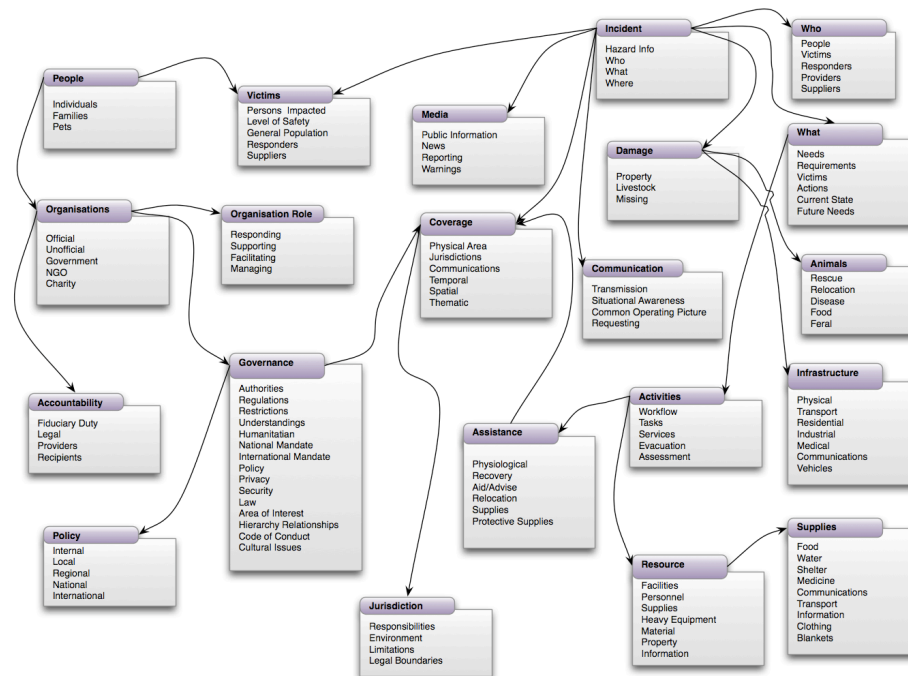 Incident
Hazard Info
Who
What
Where
Who
People
Victims
Responders
Providers
Suppliers
People
Individuals
Families
Pets
Victims
Persons Impacted
Level of Safety
General Population
Responders
Suppliers
Media
Public Information
News
Reporting
Warnings
Damage
Property
Livestock
Missing
What
Needs
Requirements
Victims
Actions
Current State
Future Needs
Organisations
Official
Unofficial
Government
NGO
Charity
Organisation Role
Responding
Supporting
Facilitating
Managing
Coverage
Physical Area
Jurisdictions
Communications
Temporal
Spatial
Thematic
Communication
Transmission
Situational Awareness
Common Operating Picture
Requesting
Animals
Rescue
Relocation
Disease
Food
Feral
Governance
Authorities
Regulations
Restrictions
Understandings
Humanitian
National Mandate
International Mandate
Policy
Privacy
Security
Law
Area of Interest
Hierarchy Relationships
Code of Conduct
Cultural Issues
Infrastructure
Physical
Transport
Residential
Industrial
Medical
Communications
Vehicles
Accountability
Fiduciary Duty
Legal
Providers
Recipients
Assistance
Physiological
Recovery
Aid/Advise
Relocation
Supplies
Protective Supplies
Activities
Workflow
Tasks
Services
Evacuation
Assessment
Policy
Internal
Local
Regional
National
International
Jurisdiction
Responsibilities
Environment
Limitations
Legal Boundaries
Resource
Facilities
Personnel
Supplies
Heavy Equipment
Material
Property
Information
Supplies
Food
Water
Shelter
Medicine
Communications
Transport
Information
Clothing
Blankets